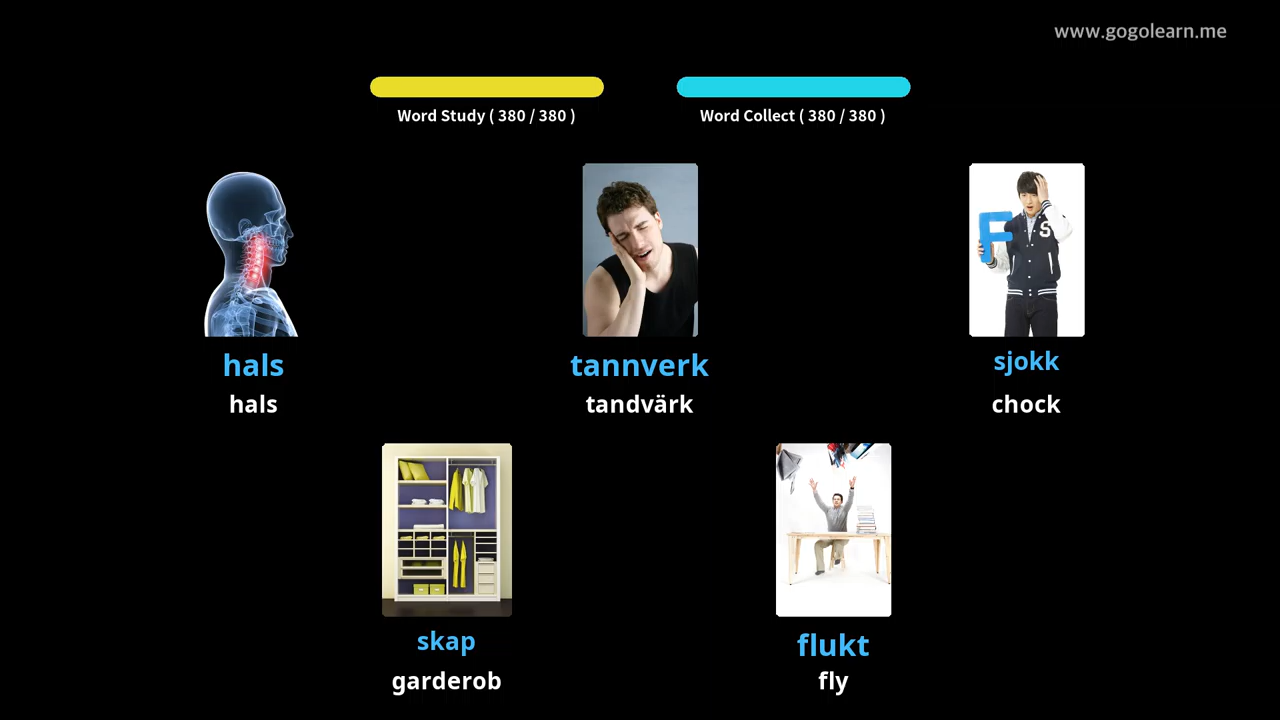 www.gogolearn.me
Word Study ( 380 / 380 )
Word Collect ( 380 / 380 )
F
S
hals
tannverk
sjokk
hals
tandvärk
chock
skap
flukt
garderob
fly